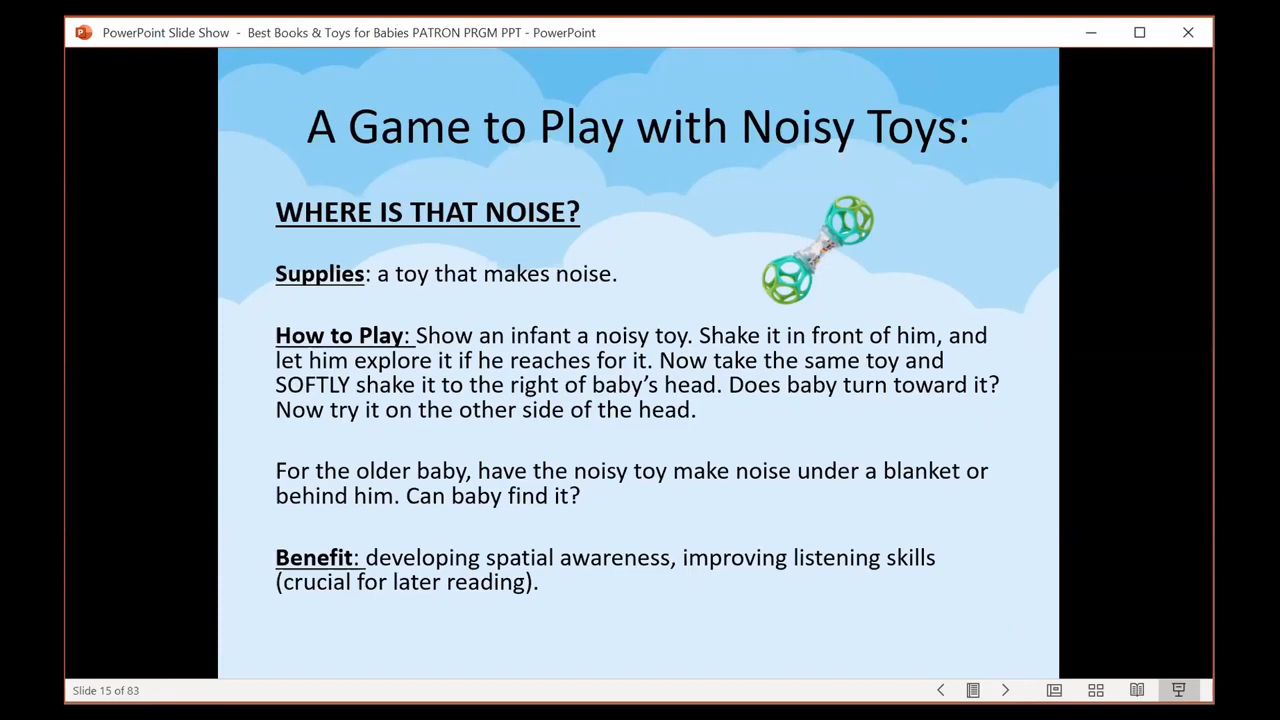 PowerPoint Slide Show - Best Books & Toys for Babies PATRON PRGM PPT - PowerPoint
A Game to Play with Noisy Toys:
WHERE IS THAT NOISE?
Supplies: a toy that makes noise.
How to Play: Show an infant a noisy toy. Shake it in front of him, and
let him explore it if he reaches for it. Now take the same toy and
SOFTLY shake it to the right of baby’s head. Does baby turn toward it?
Now try it on the other side of the head.
For the older baby, have the noisy toy make noise under a blanket or
behind him. Can baby find it?
Benefit: developing spatial awareness, improving listening skills
(crucial for later reading).
Slide 15 of 83